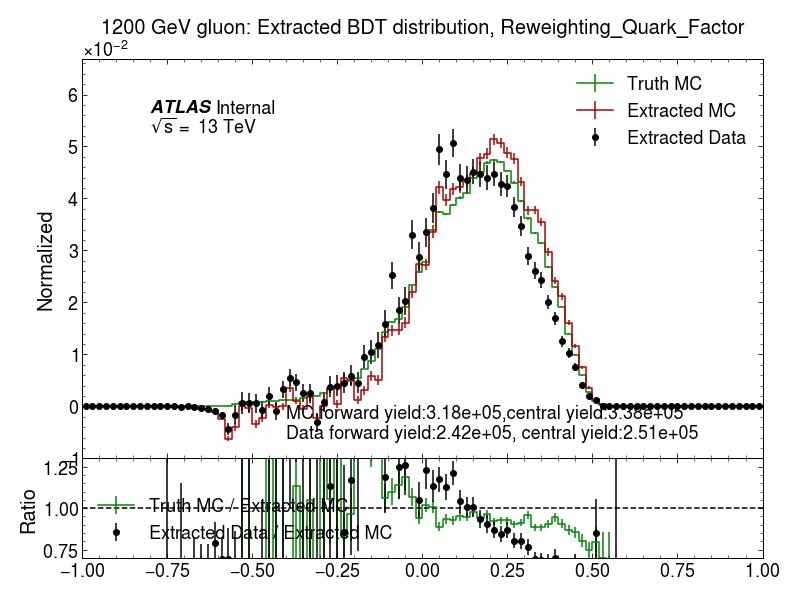 1200 GeV gluon: Extracted BDT distribution, Reweighting_Quark_Factor
×10⁻²
ATLAS Internal
√s = 13 TeV
Truth MC
Extracted MC
Extracted Data
Normalized
6
5
4
3
2
1
0
1
MC forward yield:3.18e+05,central yield:3.38e+05
Data forward yield:2.42e+05, central yield:2.51e+05
Ratio
1.25
1.00
0.75
Truth MC / Extracted MC
Extracted Data / Extracted MC
−1.00 −0.75 −0.50 −0.25 0.00 0.25 0.50 0.75 1.00